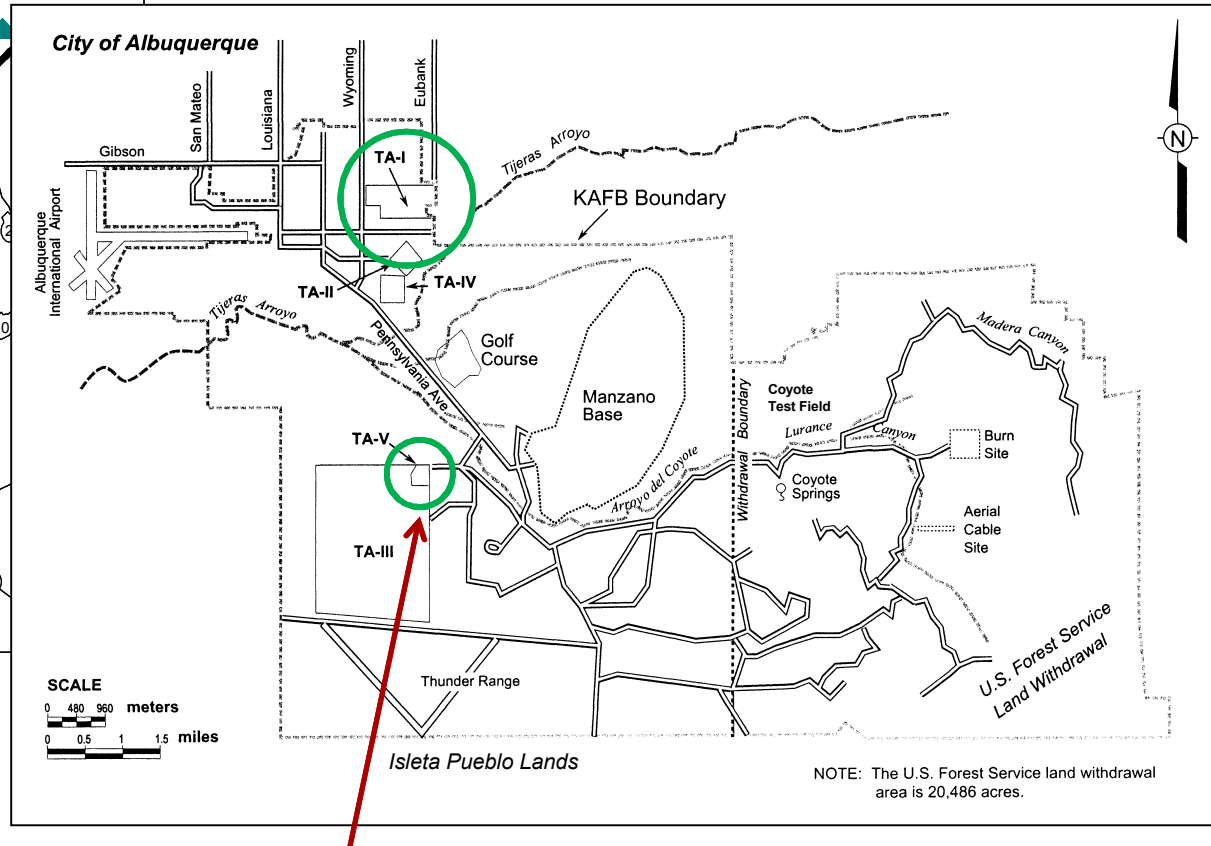 City of Albuquerque
San Mateo
Louisiana
Wyoming
Eubank
Gibson
TA-I
Tijeras Arroyo
N
KAFB Boundary
Albuquerque
International Airport
TA-II
TA-IV
Tijeras Arroyo
Pennsylvania Ave.
Golf
Course
Madera Canyon
Manzano
Base
Withdrawal Boundary
Coyote
Test Field
Lurance Canyon
Burn
Site
TA-V
Arroyo del Coyote
Coyote
Springs
Aerial
Cable
Site
TA-III
U.S. Forest Service
Land Withdrawal
Thunder Range
SCALE
0 480 960 meters
0 0.5 1 1.5 miles
Isleta Pueblo Lands
NOTE: The U.S. Forest Service land withdrawal
area is 20,486 acres.